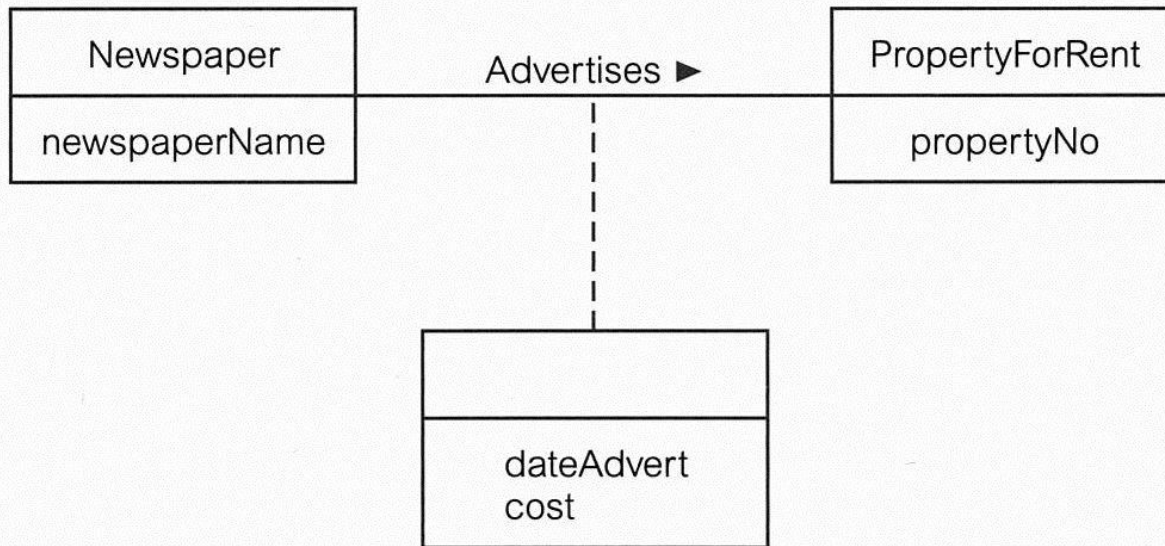 Newspaper
newspaperName
Advertises ►
PropertyForRent
propertyNo
dateAdvert
cost